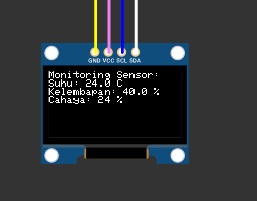 GND VCC SCL SDA
Monitoring Sensor:
Suhu: 24.0 C
Kelembapan: 40.0 %
Cahaya: 24 %